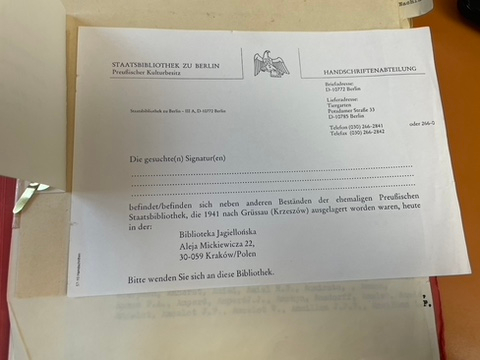 STAATSBIBLIOTHEK ZU BERLIN
Preußischer Kulturbesitz
HANDSCHRIFTENABTEILUNG
Briefadresse:
D-10772 Berlin
Lieferadresse:
Tiergarten
Potsdamer Straße 33
D-10785 Berlin
Staatsbibliothek zu Berlin – III A, D-10772 Berlin
Telefon (030) 266-2841 oder 266-0
Telefax (030) 266-2842
Die gesuchte(n) Signatur(en)
befindet/befinden sich neben anderen Beständen der ehemaligen Preußischen
Staatsbibliothek, die 1941 nach Grüssau (Krzeszów) ausgelagert worden waren, heute
in der:
Biblioteka Jagiellońska
Aleja Mickiewicza 22,
30-059 Kraków/Polen
Bitte wenden Sie sich an diese Bibliothek.